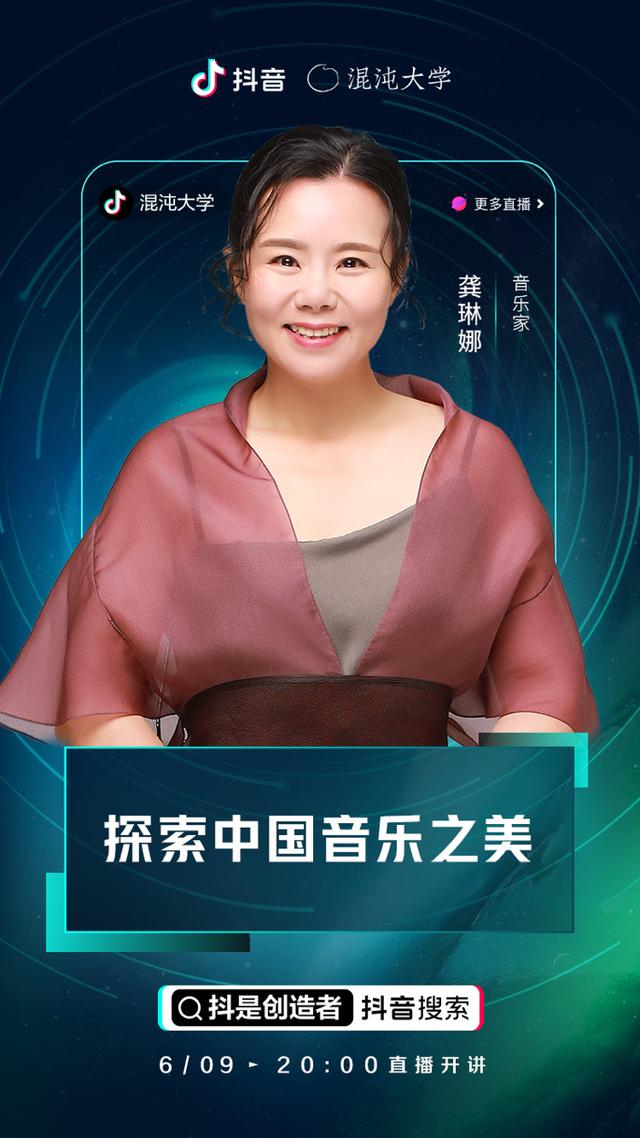 抖音 混沌大学
混沌大学
更多直播
音乐家
龚琳娜
探索中国音乐之美
抖是创造者 抖音搜索
6/09 20:00直播开讲